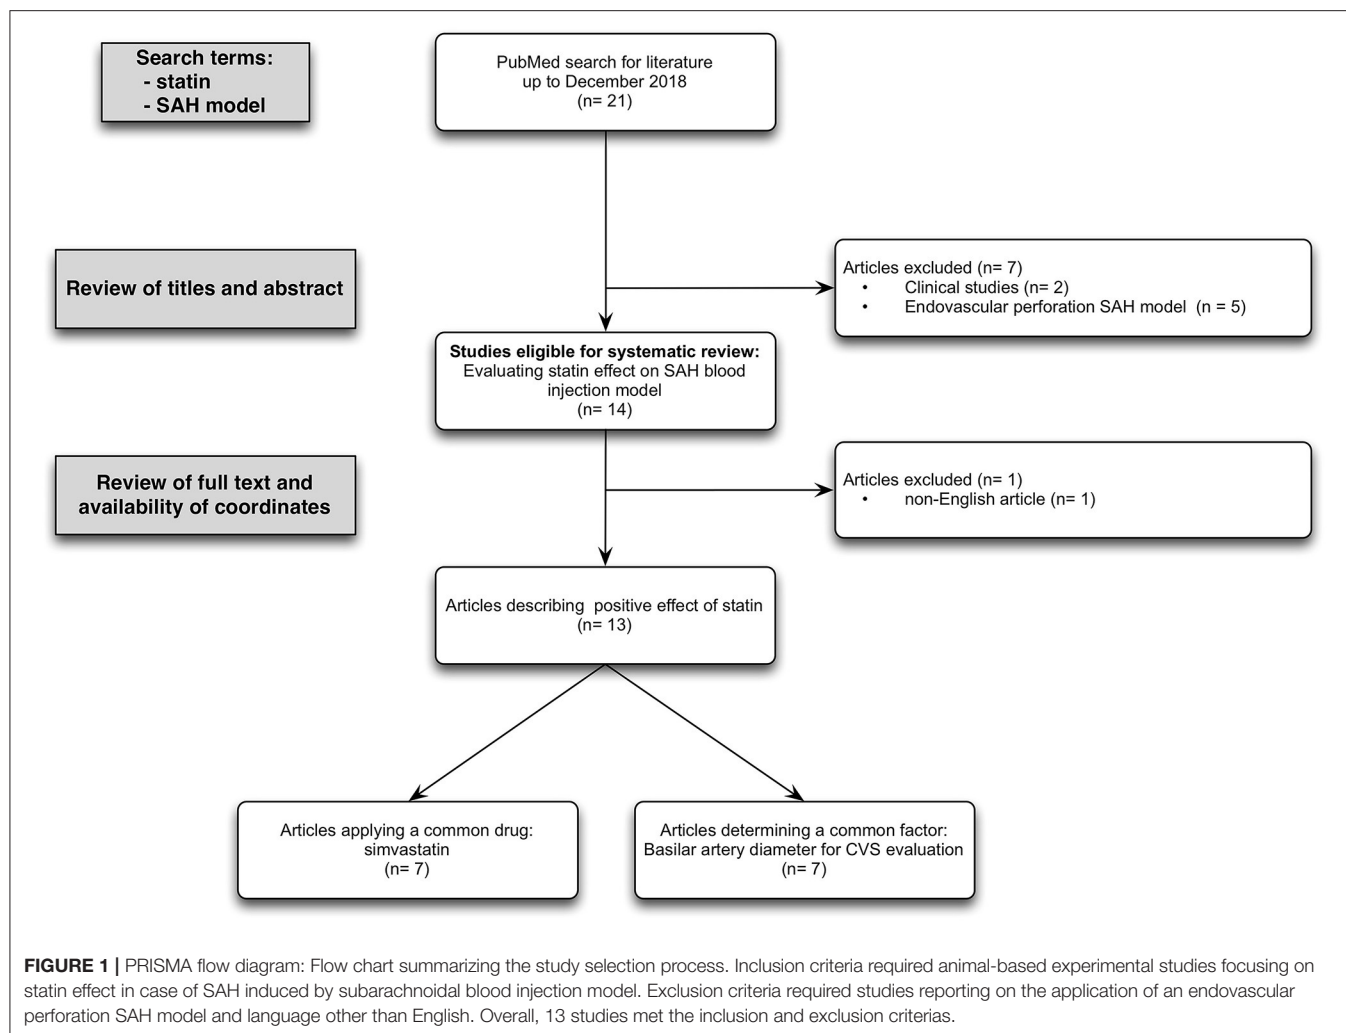 Search terms:
- statin
- SAH model
PubMed search for literature
up to December 2018
(n= 21)
Review of titles and abstract
Articles excluded (n= 7)
• Clinical studies (n= 2)
• Endovascular perforation SAH model (n = 5)
Studies eligible for systematic review:
Evaluating statin effect on SAH blood
injection model
(n= 14)
Review of full text and
availability of coordinates
Articles excluded (n= 1)
• non-English article (n= 1)
Articles describing positive effect of statin
(n= 13)
Articles applying a common drug:
simvastatin
(n= 7)
Articles determining a common factor:
Basilar artery diameter for CVS evaluation
(n= 7)
FIGURE 1 | PRISMA flow diagram: Flow chart summarizing the study selection process. Inclusion criteria required animal-based experimental studies focusing on
statin effect in case of SAH induced by subarachnoidal blood injection model. Exclusion criteria required studies reporting on the application of an endovascular
perforation SAH model and language other than English. Overall, 13 studies met the inclusion and exclusion criterias.